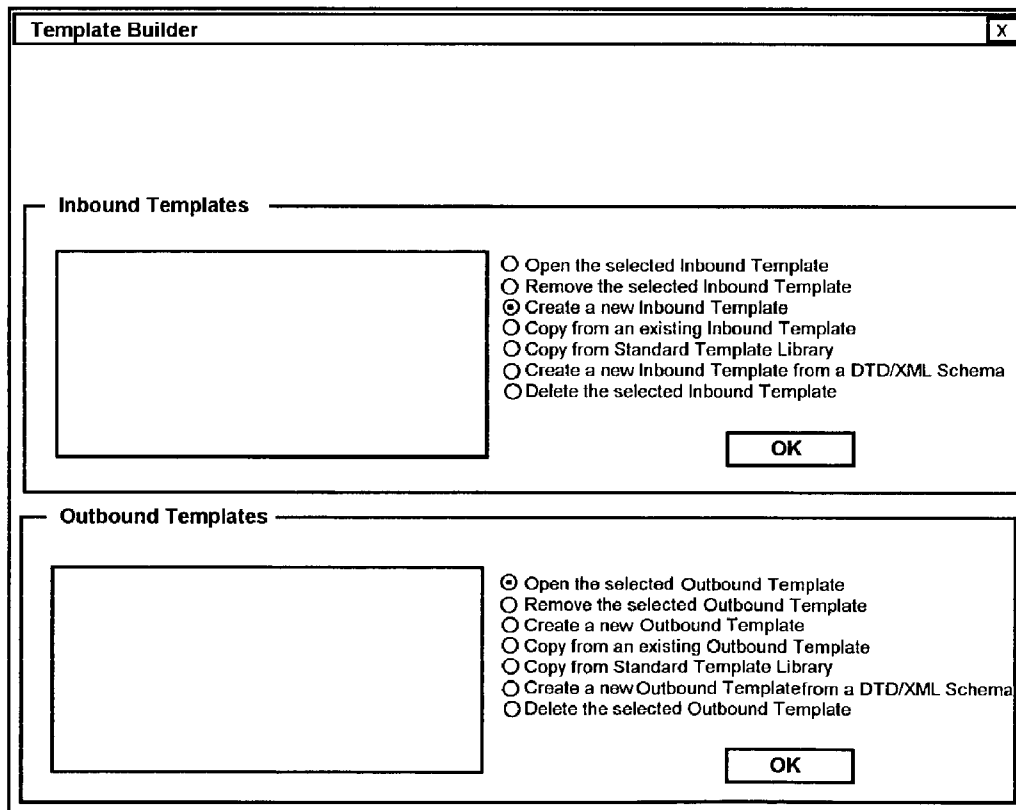 Template Builder X
Inbound Templates
Open the selected Inbound Template
Remove the selected Inbound Template
Create a new Inbound Template
Copy from an existing Inbound Template
Copy from Standard Template Library
Create a new Inbound Template from a DTD/XML Schema
Delete the selected Inbound Template
OK
Outbound Templates
Open the selected Outbound Template
Remove the selected Outbound Template
Create a new Outbound Template
Copy from an existing Outbound Template
Copy from Standard Template Library
Create a new Outbound Template from a DTD/XML Schema
Delete the selected Outbound Template
OK